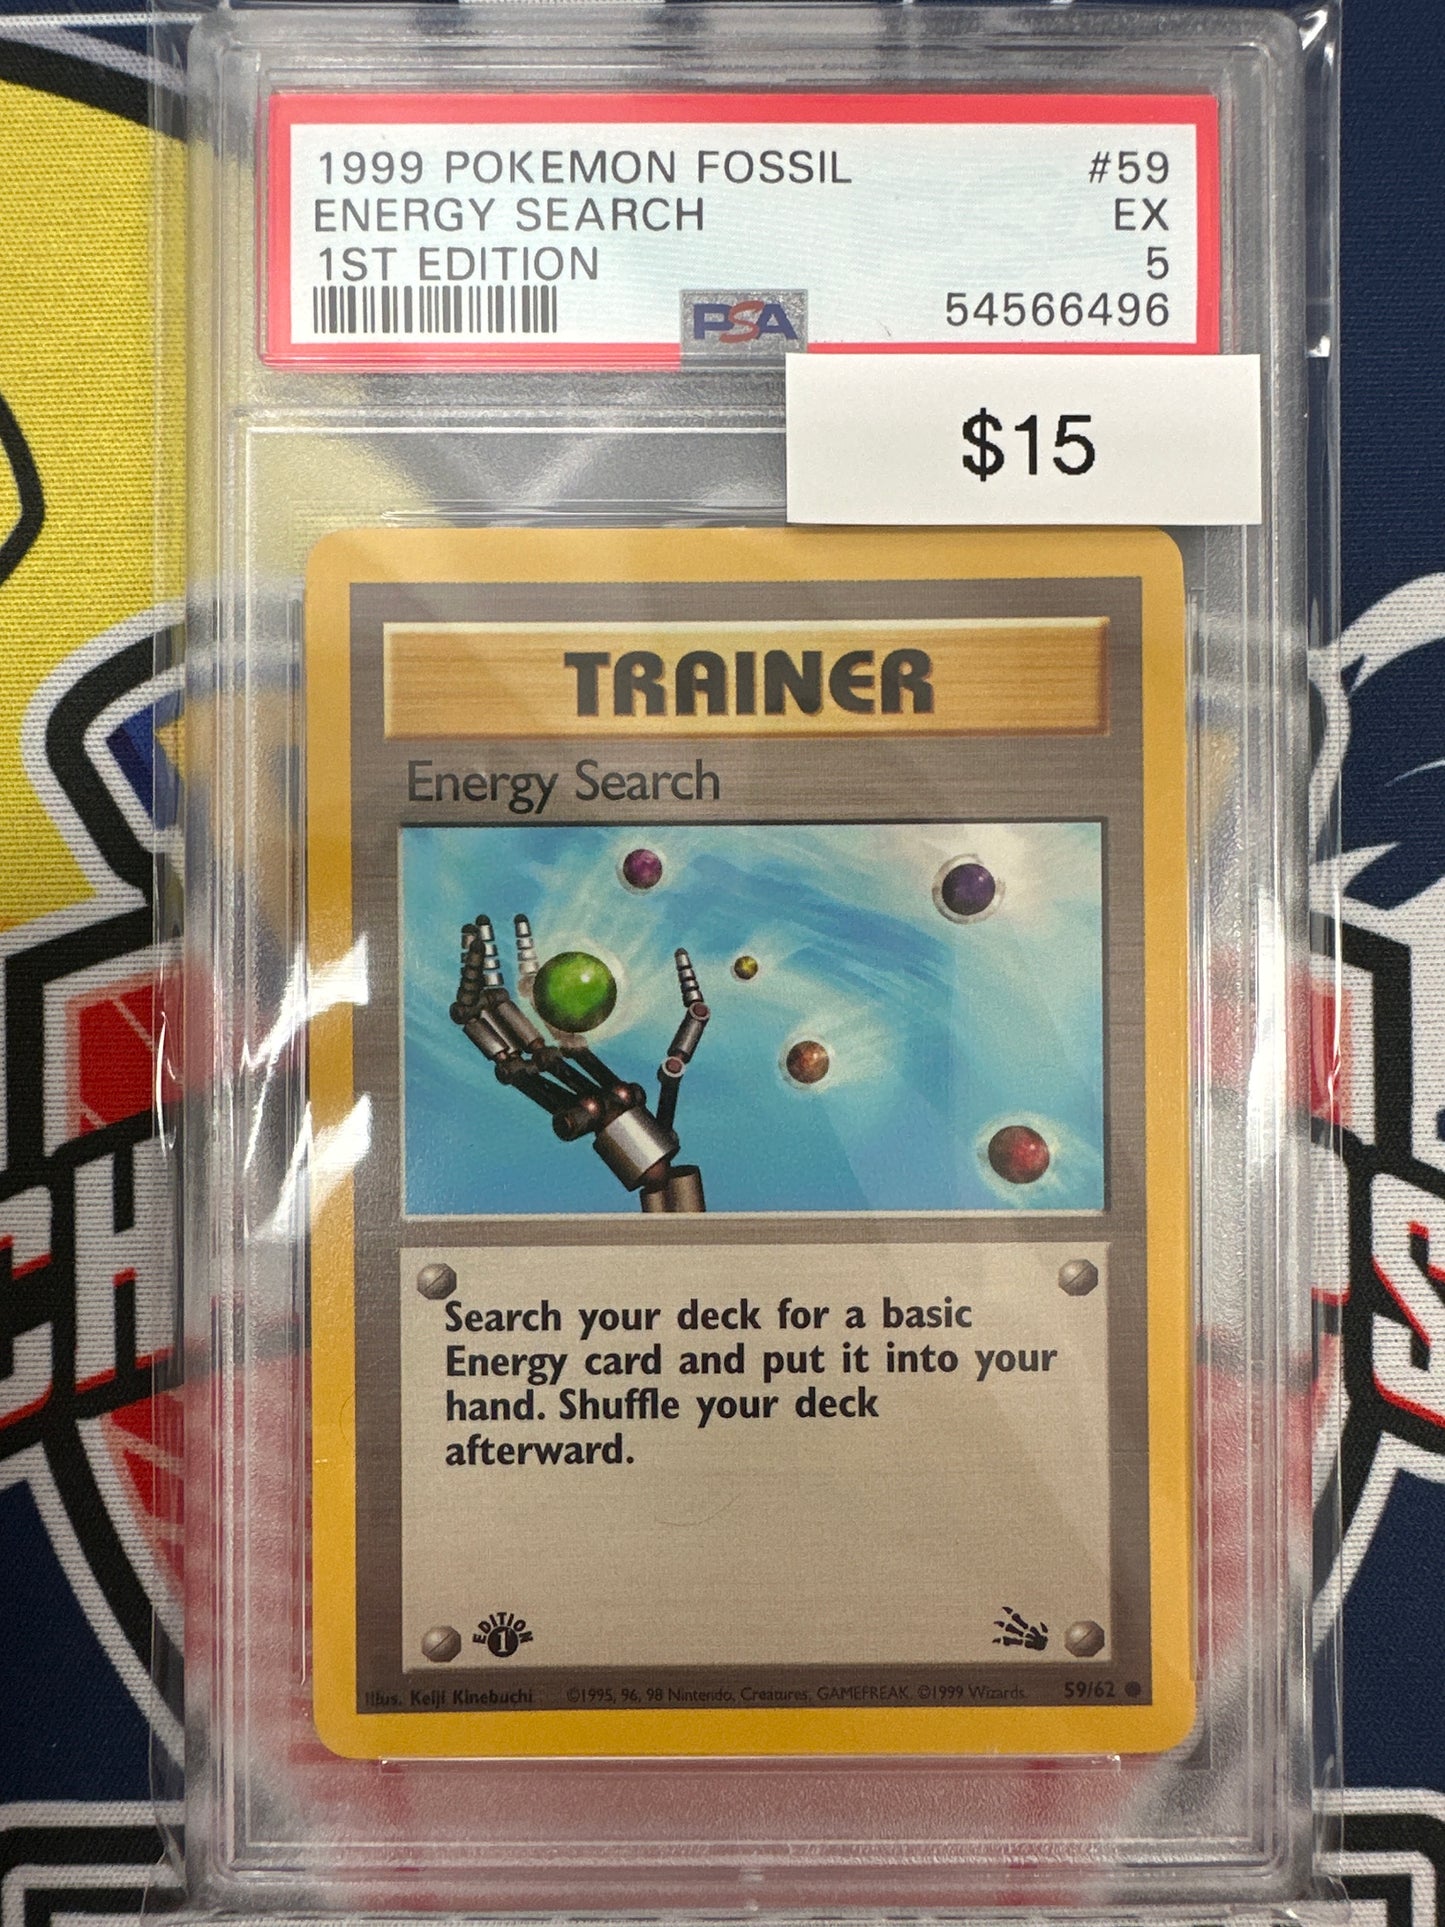 1999 POKEMON FOSSIL #59
ENERGY SEARCH EX
1ST EDITION 5
PSA 54566496
$15
TRAINER
Energy Search
Search your deck for a basic
Energy card and put it into your
hand. Shuffle your deck
afterward.
EDITION
1
Illus. Keiji Kinebuchi ©1995, 96, 98 Nintendo, Creatures, GAMEFREAK. ©1999 Wizards. 59/62